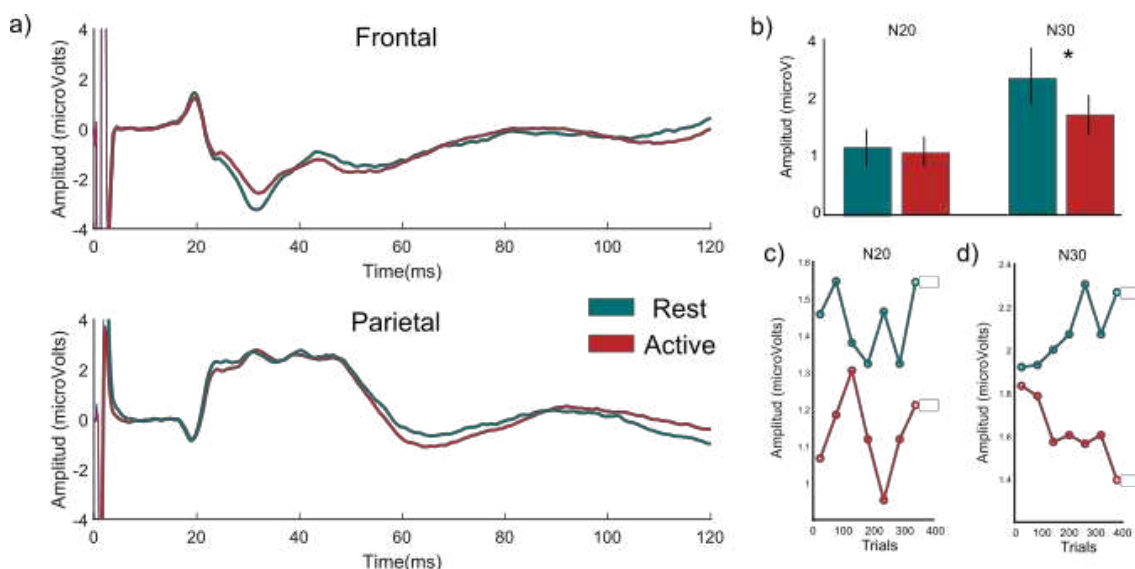 a)
Frontal
Amplitud (microVolts)
4
2
0
-2
-4
0 20 40 60 80 100 120
Time(ms)
Parietal
Rest
Active
Amplitud (microVolts)
4
2
0
-2
-4
0 20 40 60 80 100 120
Time(ms)
b)
N20 N30
*
Amplitud (microV)
4
2
1
0
c)
N20
Amplitud (microVolts)
1.6
1.5
1.4
1.3
1.2
1.1
1
0 100 200 300 400
Trials
d)
N30
Amplitud (microVolts)
2.4
2.2
2
1.8
1.6
1.4
0 100 200 300 400
Trials